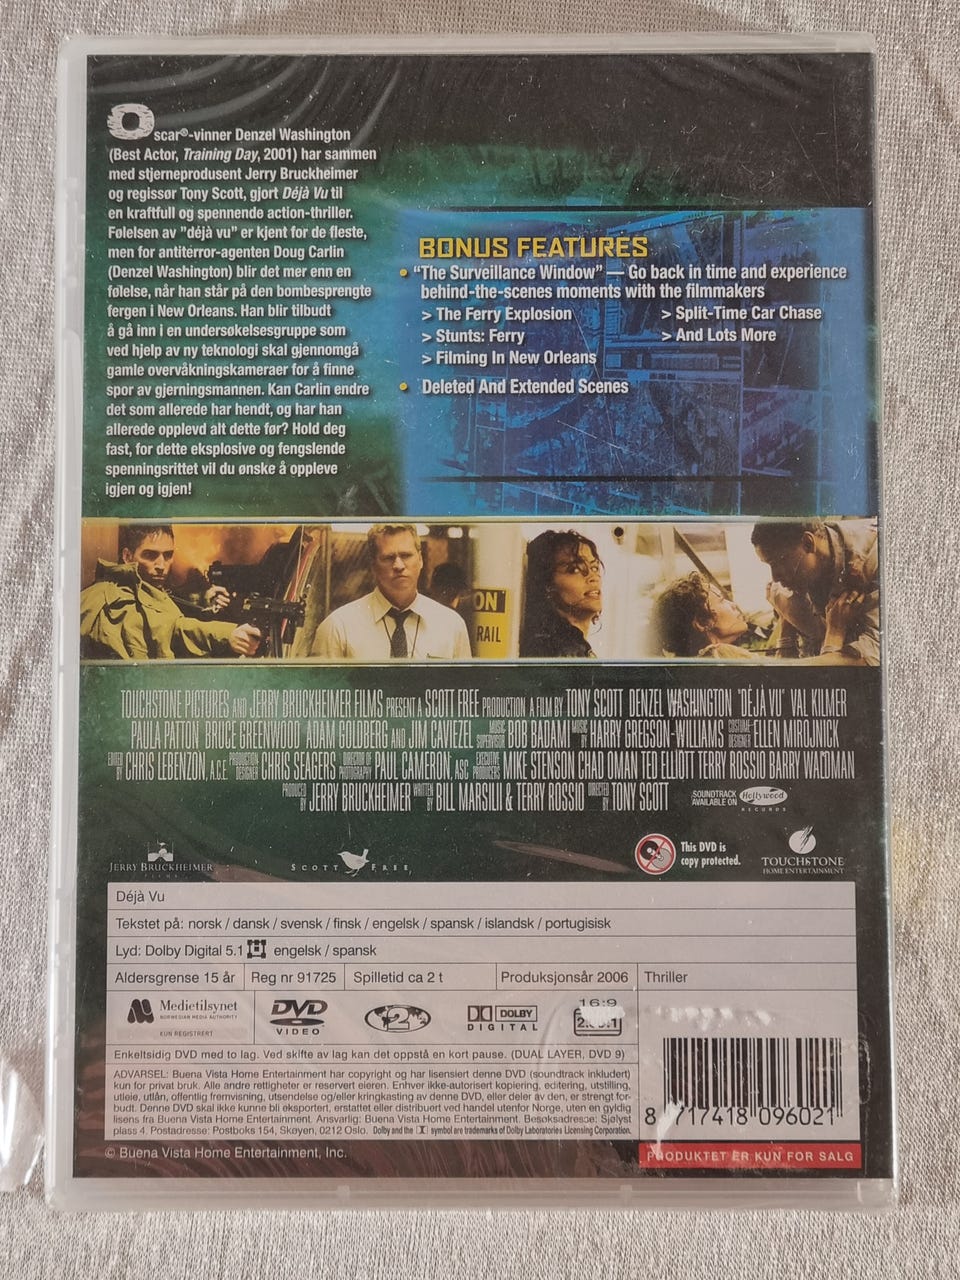 Oscar®-vinner Denzel Washington
(Best Actor, Training Day, 2001) har sammen
med stjerneprodusent Jerry Bruckheimer
og regissør Tony Scott, gjort Déjà Vu til
en kraftfull og spennende action-thriller.
Følelsen av "déjà vu" er kjent for de fleste,
men for antiterror-agenten Doug Carlin
(Denzel Washington) blir det mer enn en
følelse, når han står på den bombesprengte
fergen i New Orleans. Han blir tilbudt
å gå inn i en undersøkelsesgruppe som
ved hjelp av ny teknologi skal gjennomgå
gamle overvåkningskameraer for å finne
spor av gjerningsmannen. Kan Carlin endre
det som allerede har hendt, og har han
allerede opplevd alt dette før? Hold deg
fast, for dette eksplosive og fengslende
spenningsrittet vil du ønske å oppleve
igjen og igjen!
BONUS FEATURES
• "The Surveillance Window" — Go back in time and experience
behind-the-scenes moments with the filmmakers
> The Ferry Explosion
> Stunts: Ferry
> Filming In New Orleans
> Split-Time Car Chase
> And Lots More
• Deleted And Extended Scenes
ON
RAIL
TOUCHSTONE PICTURES AND JERRY BRUCKHEIMER FILMS PRESENT A SCOTT FREE PRODUCTION A FILM BY TONY SCOTT DENZEL WASHINGTON "DÉJÀ VU" VAL KILMER
PAULA PATTON BRUCE GREENWOOD ADAM GOLDBERG AND JIM CAVIEZEL MUSIC SUPERVISOR BOB BADAMI MUSIC BY HARRY GREGSON-WILLIAMS COSTUME DESIGNER ELLEN MIROJNICK
EDITED BY CHRIS LEBENZON, A.C.E. PRODUCTION DESIGNER CHRIS SEAGERS DIRECTOR OF PHOTOGRAPHY PAUL CAMERON, ASC EXECUTIVE PRODUCERS MIKE STENSON CHAD OMAN TED ELLIOTT TERRY ROSSIO BARRY WALDMAN
PRODUCED BY JERRY BRUCKHEIMER WRITTEN BY BILL MARSILII & TERRY ROSSIO DIRECTED BY TONY SCOTT
SOUNDTRACK AVAILABLE ON Hollywood RECORDS
JERRY BRUCKHEIMER FILMS
SCOTT FREE
This DVD is
copy protected.
TOUCHSTONE
HOME ENTERTAINMENT
Déjà Vu
Tekstet på: norsk / dansk / svensk / finsk / engelsk / spansk / islandsk / portugisisk
Lyd: Dolby Digital 5.1 engelsk / spansk
Aldersgrense 15 år Reg nr 91725 Spilletid ca 2 t Produksjonsår 2006 Thriller
Medietilsynet
NORWEGIAN MEDIA AUTHORITY
KUN REGISTRERT
DVD
VIDEO
2
DOLBY
DIGITAL
16:9
Enkeltsidig DVD med to lag. Ved skifte av lag kan det oppstå en kort pause. (DUAL LAYER, DVD 9)
ADVARSEL: Buena Vista Home Entertainment har copyright og har lisensiert denne DVD (soundtrack inkludert)
kun for privat bruk. Alle andre rettigheter er reservert eieren. Enhver ikke-autorisert kopiering, editering, utstilling,
utleie, utlån, offentlig fremvisning, utsendelse og/eller kringkasting av denne DVD, eller deler av den, er strengt for-
budt. Denne DVD skal ikke kunne bli eksportert, erstattet eller distribuert ved handel utenfor Norge, uten en gyldig
lisens fra Buena Vista Home Entertainment. Ansvarlig: Buena Vista Home Entertainment. Besøksadresse: Sjølyst
plass 4. Postadresse: Postboks 154, Skøyen, 0212 Oslo. Dolby and the symbol are trademarks of Dolby Laboratories Licensing Corporation.
8 717418 096021
© Buena Vista Home Entertainment, Inc.
PRODUKTET ER KUN FOR SALG